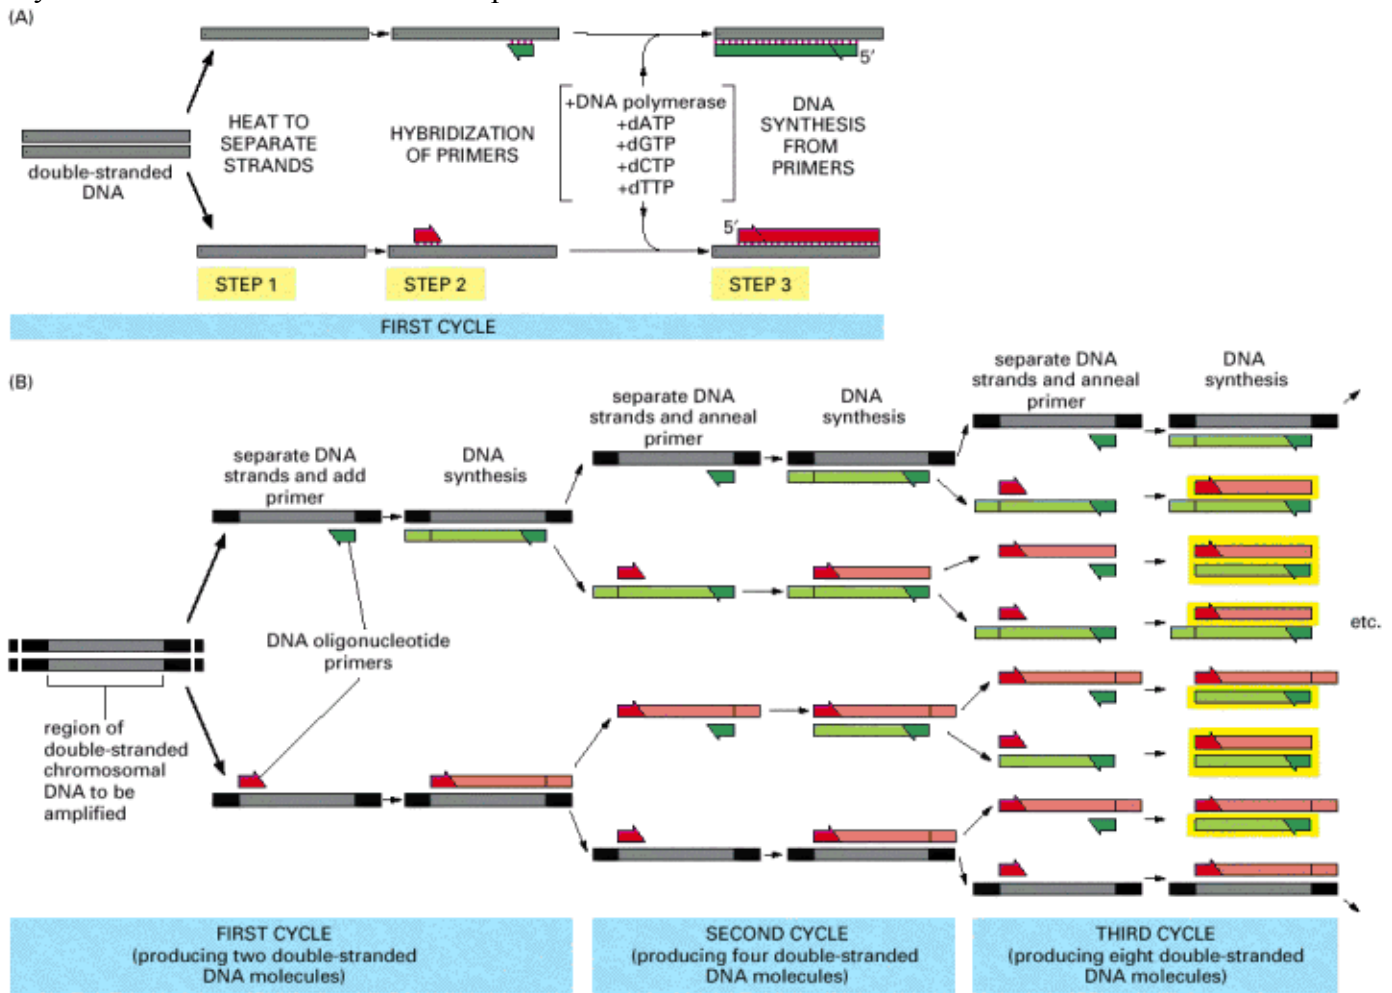 (A)
double-stranded
DNA
HEAT TO
SEPARATE
STRANDS
HYBRIDIZATION
OF PRIMERS
+DNA polymerase
+dATP
+dGTP
+dCTP
+dTTP
DNA
SYNTHESIS
FROM
PRIMERS
5′
5′
STEP 1
STEP 2
STEP 3
FIRST CYCLE
(B)
separate DNA
strands and add
primer
DNA
synthesis
separate DNA
strands and anneal
primer
DNA
synthesis
separate DNA
strands and anneal
primer
DNA
synthesis
DNA oligonucleotide
primers
region of
double-stranded
chromosomal
DNA to be
amplified
etc.
FIRST CYCLE
(producing two double-stranded
DNA molecules)
SECOND CYCLE
(producing four double-stranded
DNA molecules)
THIRD CYCLE
(producing eight double-stranded
DNA molecules)